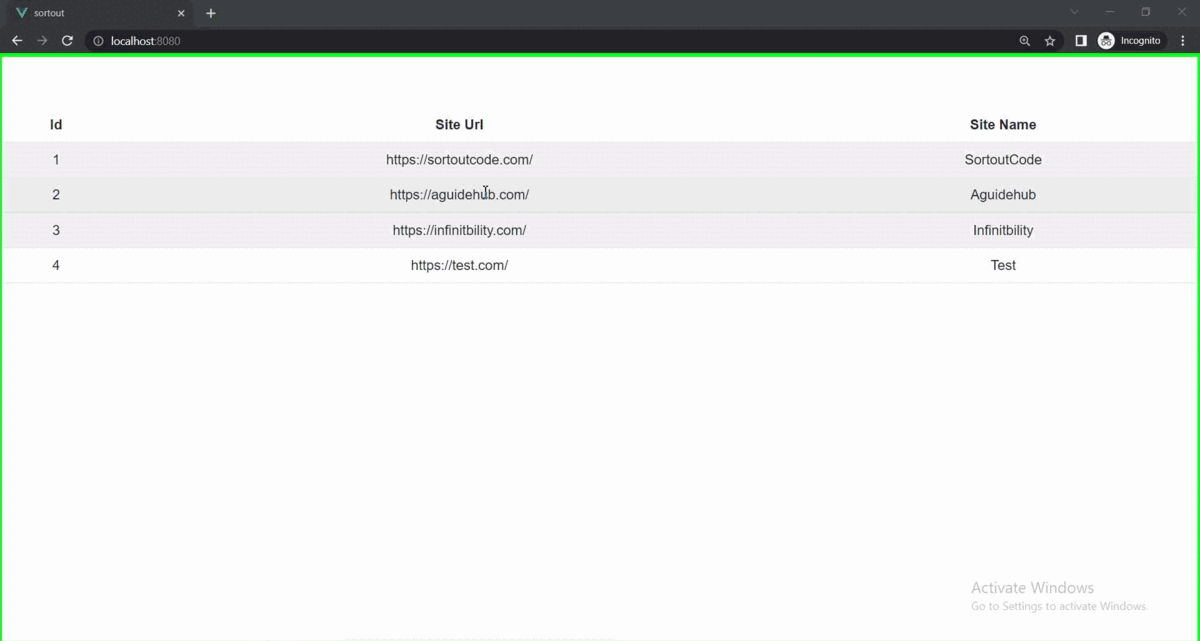 sortout
localhost:8080
Incognito
Id Site Url Site Name
1 https://sortoutcode.com/ SortoutCode
2 https://aguidehub.com/ Aguidehub
3 https://infinitbility.com/ Infinitbility
4 https://test.com/ Test
Activate Windows
Go to Settings to activate Windows.